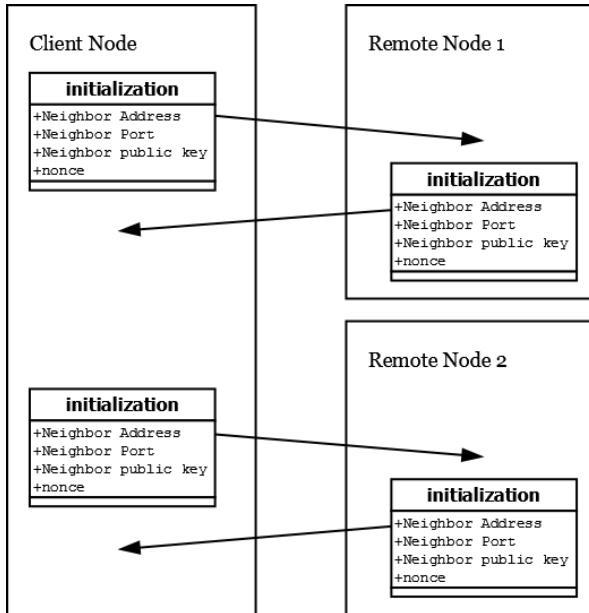 Client Node
initialization
+Neighbor Address
+Neighbor Port
+Neighbor public key
+nonce
Remote Node 1
initialization
+Neighbor Address
+Neighbor Port
+Neighbor public key
+nonce
initialization
+Neighbor Address
+Neighbor Port
+Neighbor public key
+nonce
Remote Node 2
initialization
+Neighbor Address
+Neighbor Port
+Neighbor public key
+nonce